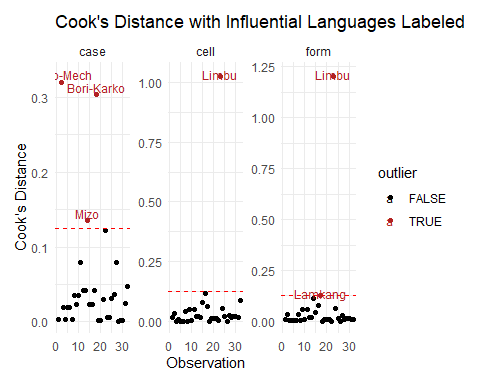 Cook's Distance with Influential Languages Labeled
case
cell
form
Cook's Distance
0.3
0.2
0.1
0.0
1.00
0.75
0.50
0.25
0.00
1.25
1.00
0.75
0.50
0.25
0.00
o-Mech
Bori-Karko
Mizo
Limbu
Limbu
Lamkang
0 10 20 30
0 10 20 30
0 10 20 30
Observation
outlier
a FALSE
a TRUE